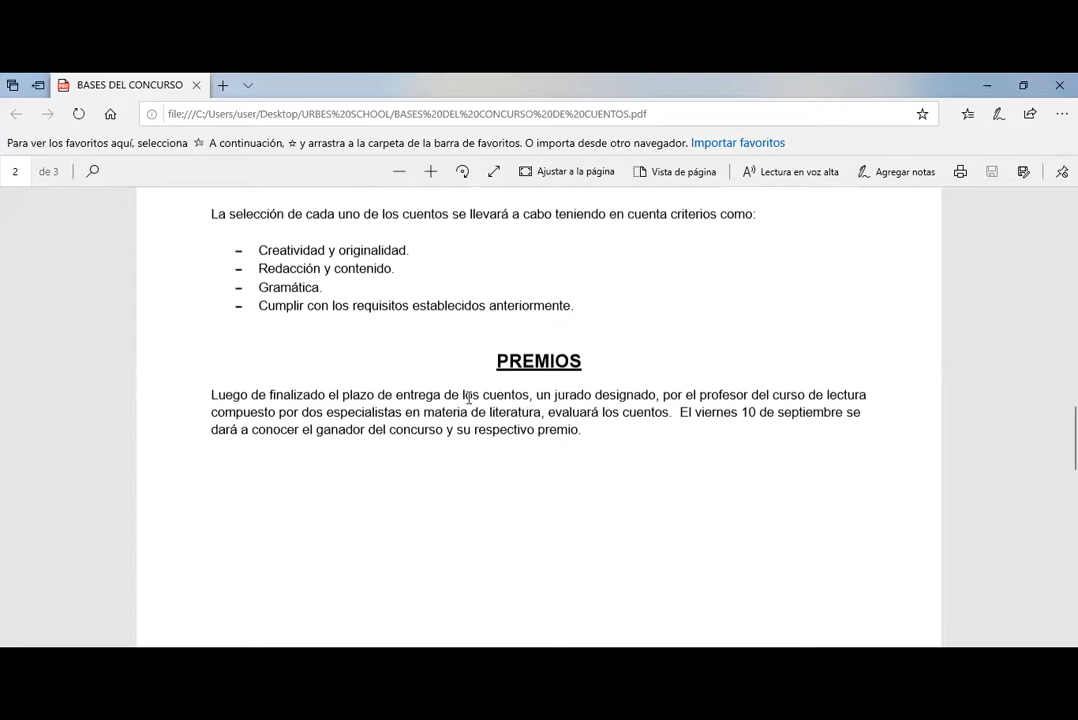 BASES DEL CONCURSO
file:///C:/Users/user/Desktop/URBES%20SCHOOL/BASES%20DEL%20CONCURSO%20DE%20CUENTOS.pdf
Para ver los favoritos aquí, selecciona A continuación, y arrastra a la carpeta de la barra de favoritos. O importa desde otro navegador. Importar favoritos
2 de 3 Ajustar a la página Vista de página Lectura en voz alta Agregar notas
La selección de cada uno de los cuentos se llevará a cabo teniendo en cuenta criterios como:
- Creatividad y originalidad.
- Redacción y contenido.
- Gramática.
- Cumplir con los requisitos establecidos anteriormente.
PREMIOS
Luego de finalizado el plazo de entrega de los cuentos, un jurado designado, por el profesor del curso de lectura
compuesto por dos especialistas en materia de literatura, evaluará los cuentos. El viernes 10 de septiembre se
dará a conocer el ganador del concurso y su respectivo premio.